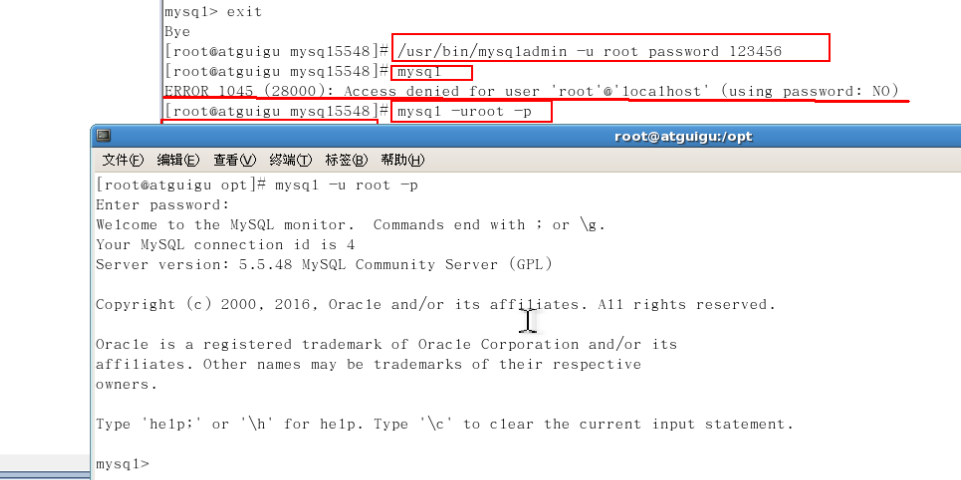 mysql> exit
Bye
[root@atguigu mysql5548]# /usr/bin/mysqladmin -u root password 123456
[root@atguigu mysql5548]# mysql
ERROR 1045 (28000): Access denied for user 'root'@'localhost' (using password: NO)
[root@atguigu mysql5548]# mysql -uroot -p
root@atguigu:/opt
文件(F) 编辑(E) 查看(V) 终端(T) 标签(B) 帮助(H)
[root@atguigu opt]# mysql -u root -p
Enter password:
Welcome to the MySQL monitor.  Commands end with ; or \g.
Your MySQL connection id is 4
Server version: 5.5.48 MySQL Community Server (GPL)
Copyright (c) 2000, 2016, Oracle and/or its affiliates. All rights reserved.
Oracle is a registered trademark of Oracle Corporation and/or its
affiliates. Other names may be trademarks of their respective
owners.
Type 'help;' or '\h' for help. Type '\c' to clear the current input statement.
mysql>